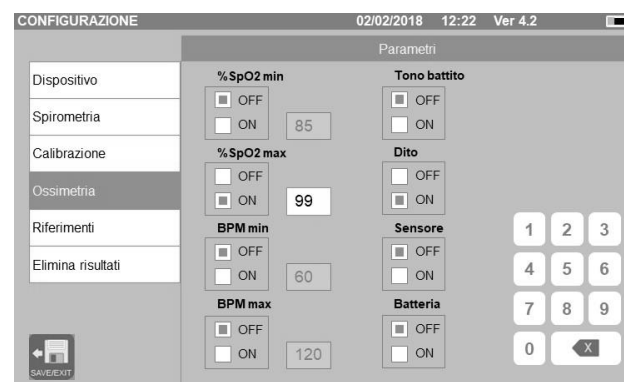 CONFIGURAZIONE 02/02/2018 12:22 Ver 4.2
Parametri
Dispositivo
Spirometria
Calibrazione
Ossimetria
Riferimenti
Elimina risultati
SAVE/EXIT
%SpO2 min
OFF
ON 85
%SpO2 max
OFF
ON 99
BPM min
OFF
ON 60
BPM max
OFF
ON 120
Tono battito
OFF
ON
Dito
OFF
ON
Sensore
OFF
ON
Batteria
OFF
ON
1 2 3
4 5 6
7 8 9
0 X